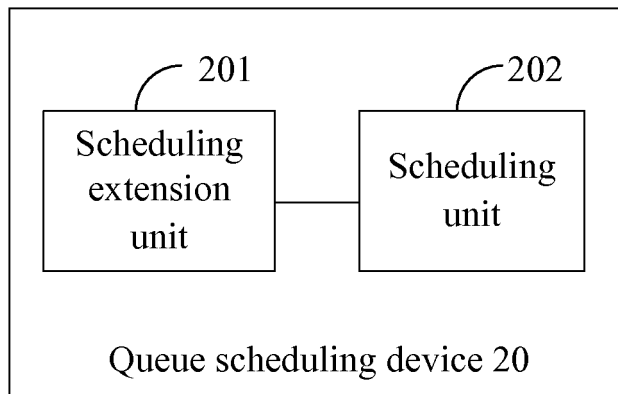 201
202
Scheduling
extension
unit
Scheduling
unit
Queue scheduling device 20